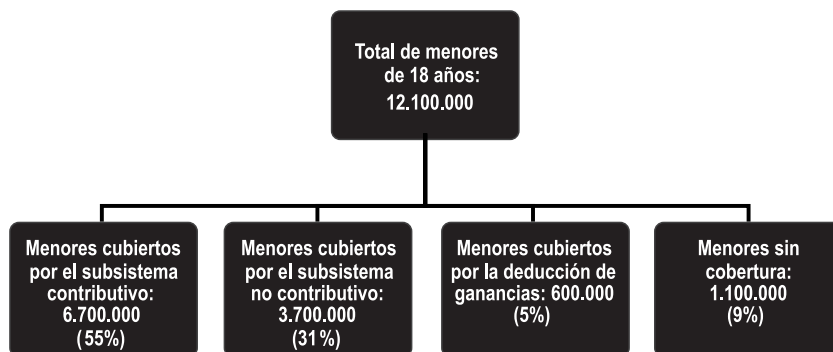 Total de menores
de 18 años:
12.100.000
Menores cubiertos
por el subsistema
contributivo:
6.700.000
(55%)
Menores cubiertos
por el subsistema
no contributivo:
3.700.000
(31%)
Menores cubiertos
por la deducción de
ganancias: 600.000
(5%)
Menores sin
cobertura:
1.100.000
(9%)